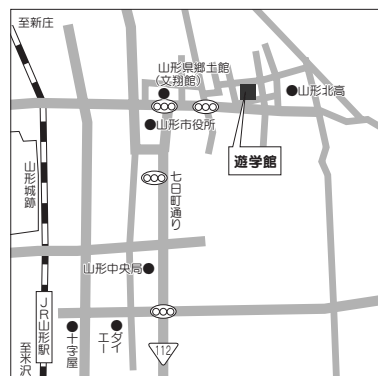 至新庄
山形県郷土館
(文翔館)
山形北高
山形市役所
遊学館
山形城跡
七日町通り
山形中央局
JR山形駅
十字屋
ダイエー
112
至米沢